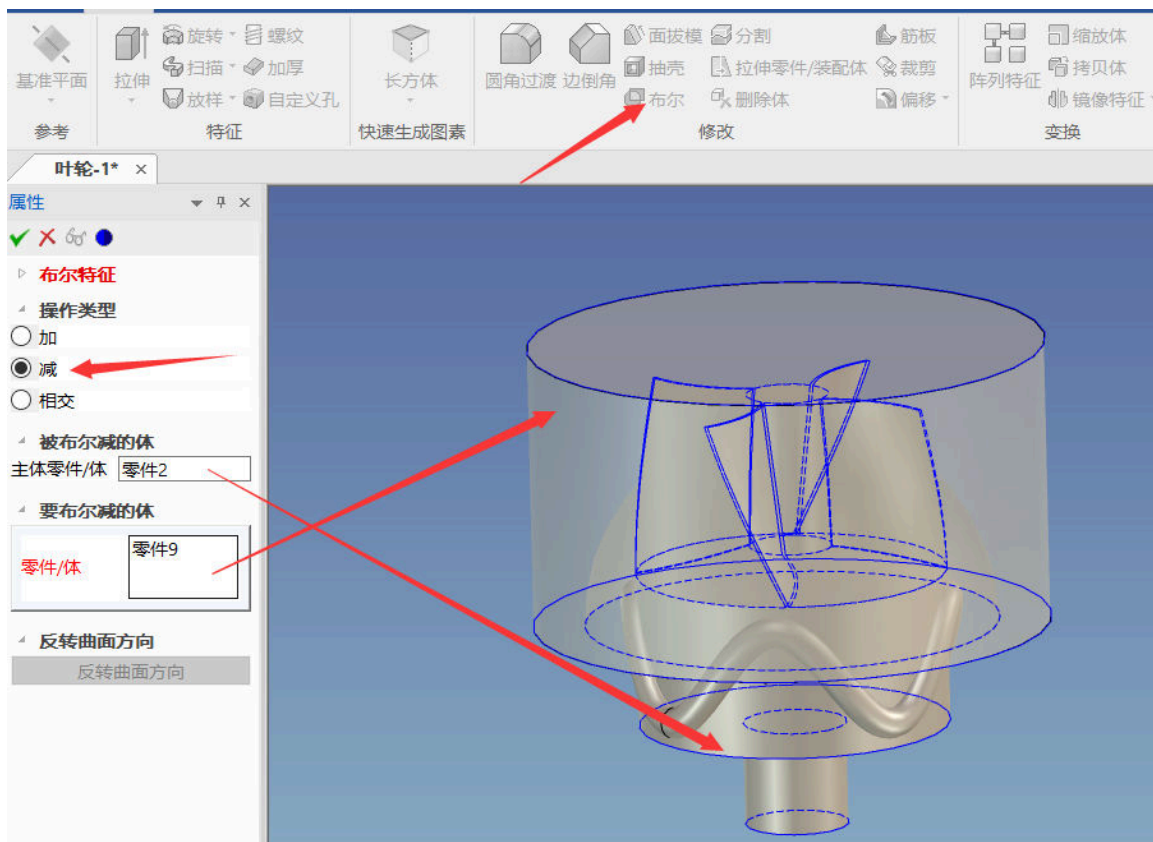 旋转 螺纹 面拔模 分割 筋板 缩放体
基准平面 拉伸 扫描 加厚 长方体 圆角过渡 边倒角 抽壳 拉伸零件/装配体 裁剪 阵列特征 拷贝体
放样 自定义孔 布尔 删除体 偏移 镜像特征
参考 特征 快速生成图素 修改 变换
叶轮-1*
属性
布尔特征
操作类型
加
减
相交
被布尔减的体
主体零件/体 零件2
要布尔减的体
零件9
零件/体
反转曲面方向
反转曲面方向